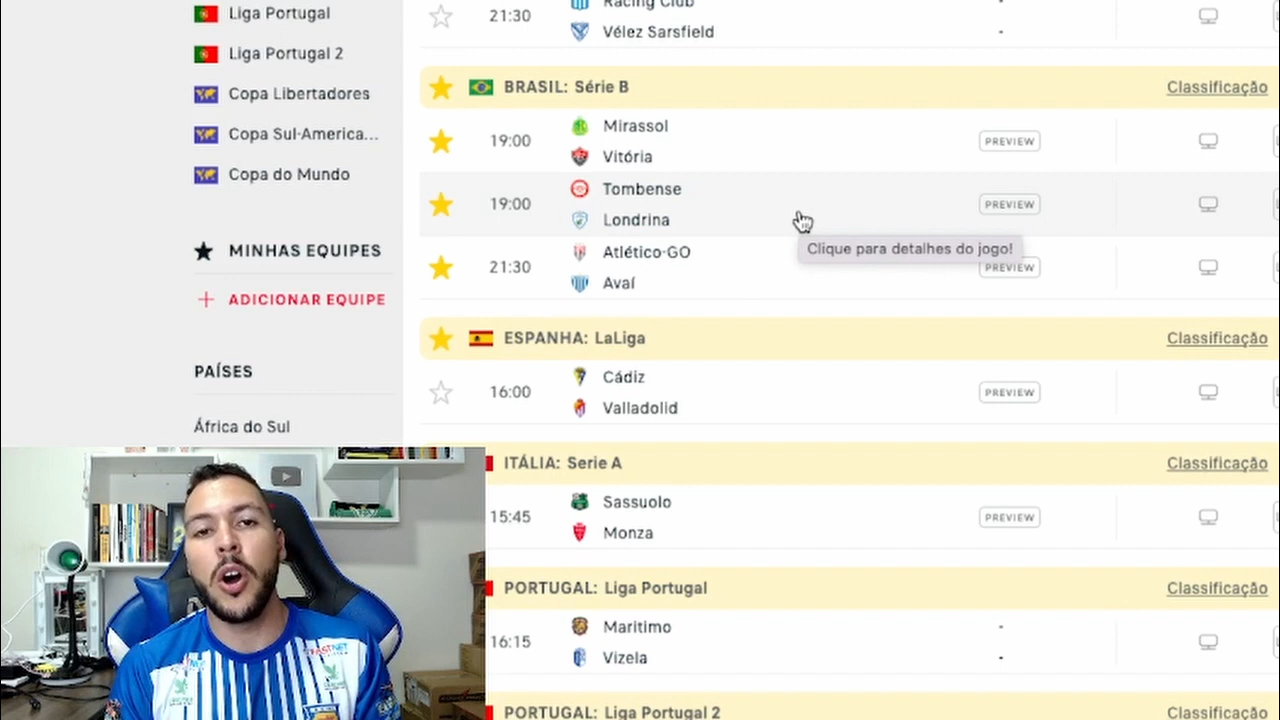 Liga Portugal
Liga Portugal 2
Copa Libertadores
Copa Sul-America...
Copa do Mundo
MINHAS EQUIPES
ADICIONAR EQUIPE
PAÍSES
África do Sul
21:30
Racing Club
-
Vélez Sarsfield
-
BRASIL: Série B
Classificação
19:00
Mirassol
Vitória
PREVIEW
19:00
Tombense
Londrina
PREVIEW
Clique para detalhes do jogo!
21:30
Atlético-GO
Avaí
PREVIEW
ESPANHA: LaLiga
Classificação
16:00
Cádiz
Valladolid
PREVIEW
ITÁLIA: Serie A
Classificação
15:45
Sassuolo
Monza
PREVIEW
PORTUGAL: Liga Portugal
Classificação
16:15
Marítimo
-
Vizela
-
PORTUGAL: Liga Portugal 2
Classificação